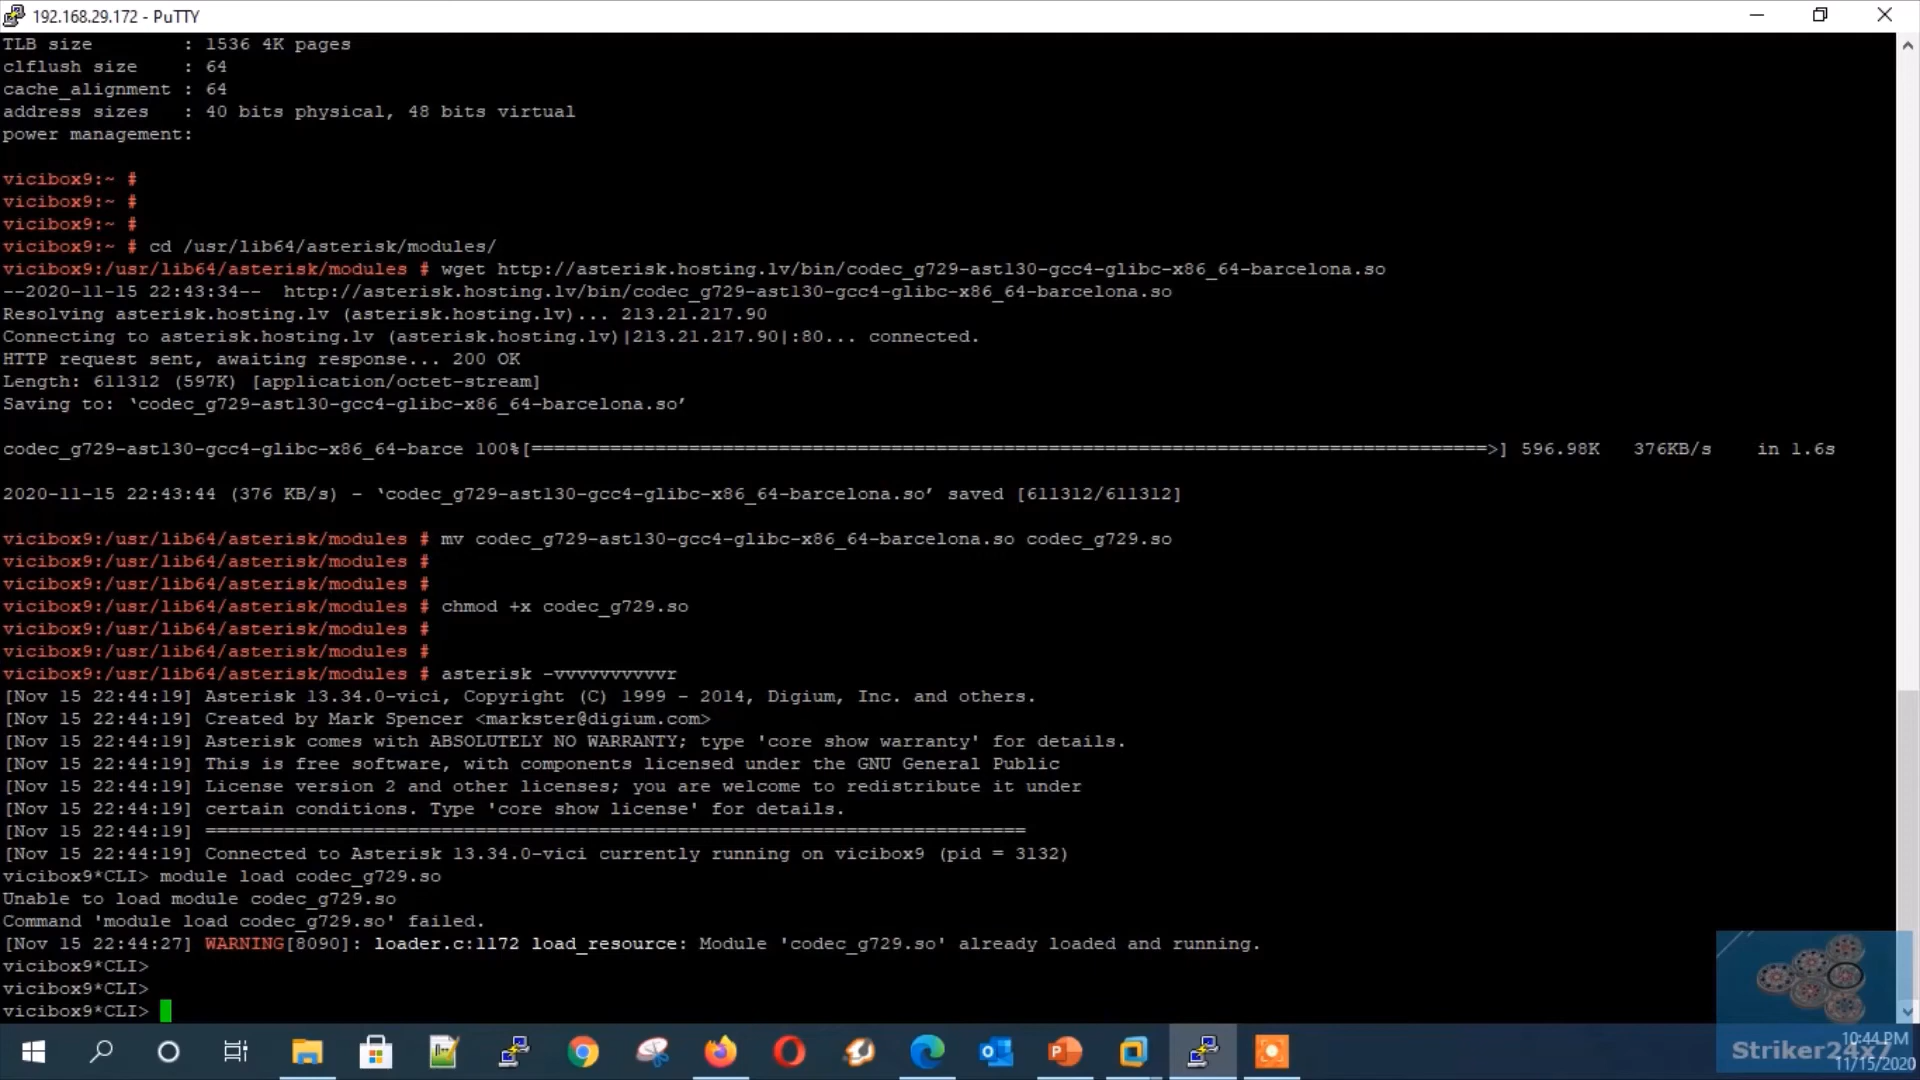 192.168.29.172 - PuTTY
TLB size        : 1536 4K pages
clflush size    : 64
cache_alignment : 64
address sizes   : 40 bits physical, 48 bits virtual
power management:
vicibox9:~ #
vicibox9:~ #
vicibox9:~ #
vicibox9:~ # cd /usr/lib64/asterisk/modules/
vicibox9:/usr/lib64/asterisk/modules # wget http://asterisk.hosting.lv/bin/codec_g729-ast130-gcc4-glibc-x86_64-barcelona.so
--2020-11-15 22:43:34--  http://asterisk.hosting.lv/bin/codec_g729-ast130-gcc4-glibc-x86_64-barcelona.so
Resolving asterisk.hosting.lv (asterisk.hosting.lv)... 213.21.217.90
Connecting to asterisk.hosting.lv (asterisk.hosting.lv)|213.21.217.90|:80... connected.
HTTP request sent, awaiting response... 200 OK
Length: 611312 (597K) [application/octet-stream]
Saving to: ‘codec_g729-ast130-gcc4-glibc-x86_64-barcelona.so’
codec_g729-ast130-gcc4-glibc-x86_64-barce 100%[=====================================================================================>] 596.98K   376KB/s    in 1.6s
2020-11-15 22:43:44 (376 KB/s) - ‘codec_g729-ast130-gcc4-glibc-x86_64-barcelona.so’ saved [611312/611312]
vicibox9:/usr/lib64/asterisk/modules # mv codec_g729-ast130-gcc4-glibc-x86_64-barcelona.so codec_g729.so
vicibox9:/usr/lib64/asterisk/modules #
vicibox9:/usr/lib64/asterisk/modules #
vicibox9:/usr/lib64/asterisk/modules # chmod +x codec_g729.so
vicibox9:/usr/lib64/asterisk/modules #
vicibox9:/usr/lib64/asterisk/modules #
vicibox9:/usr/lib64/asterisk/modules # asterisk -vvvvvvvvvvr
[Nov 15 22:44:19] Asterisk 13.34.0-vici, Copyright (C) 1999 - 2014, Digium, Inc. and others.
[Nov 15 22:44:19] Created by Mark Spencer <markster@digium.com>
[Nov 15 22:44:19] Asterisk comes with ABSOLUTELY NO WARRANTY; type 'core show warranty' for details.
[Nov 15 22:44:19] This is free software, with components licensed under the GNU General Public
[Nov 15 22:44:19] License version 2 and other licenses; you are welcome to redistribute it under
[Nov 15 22:44:19] certain conditions. Type 'core show license' for details.
[Nov 15 22:44:19] =========================================================================
[Nov 15 22:44:19] Connected to Asterisk 13.34.0-vici currently running on vicibox9 (pid = 3132)
vicibox9*CLI> module load codec_g729.so
Unable to load module codec_g729.so
Command 'module load codec_g729.so' failed.
[Nov 15 22:44:27] WARNING[8090]: loader.c:1172 load_resource: Module 'codec_g729.so' already loaded and running.
vicibox9*CLI>
vicibox9*CLI>
vicibox9*CLI>
10:44 PM
Striker24x7
11/15/2020